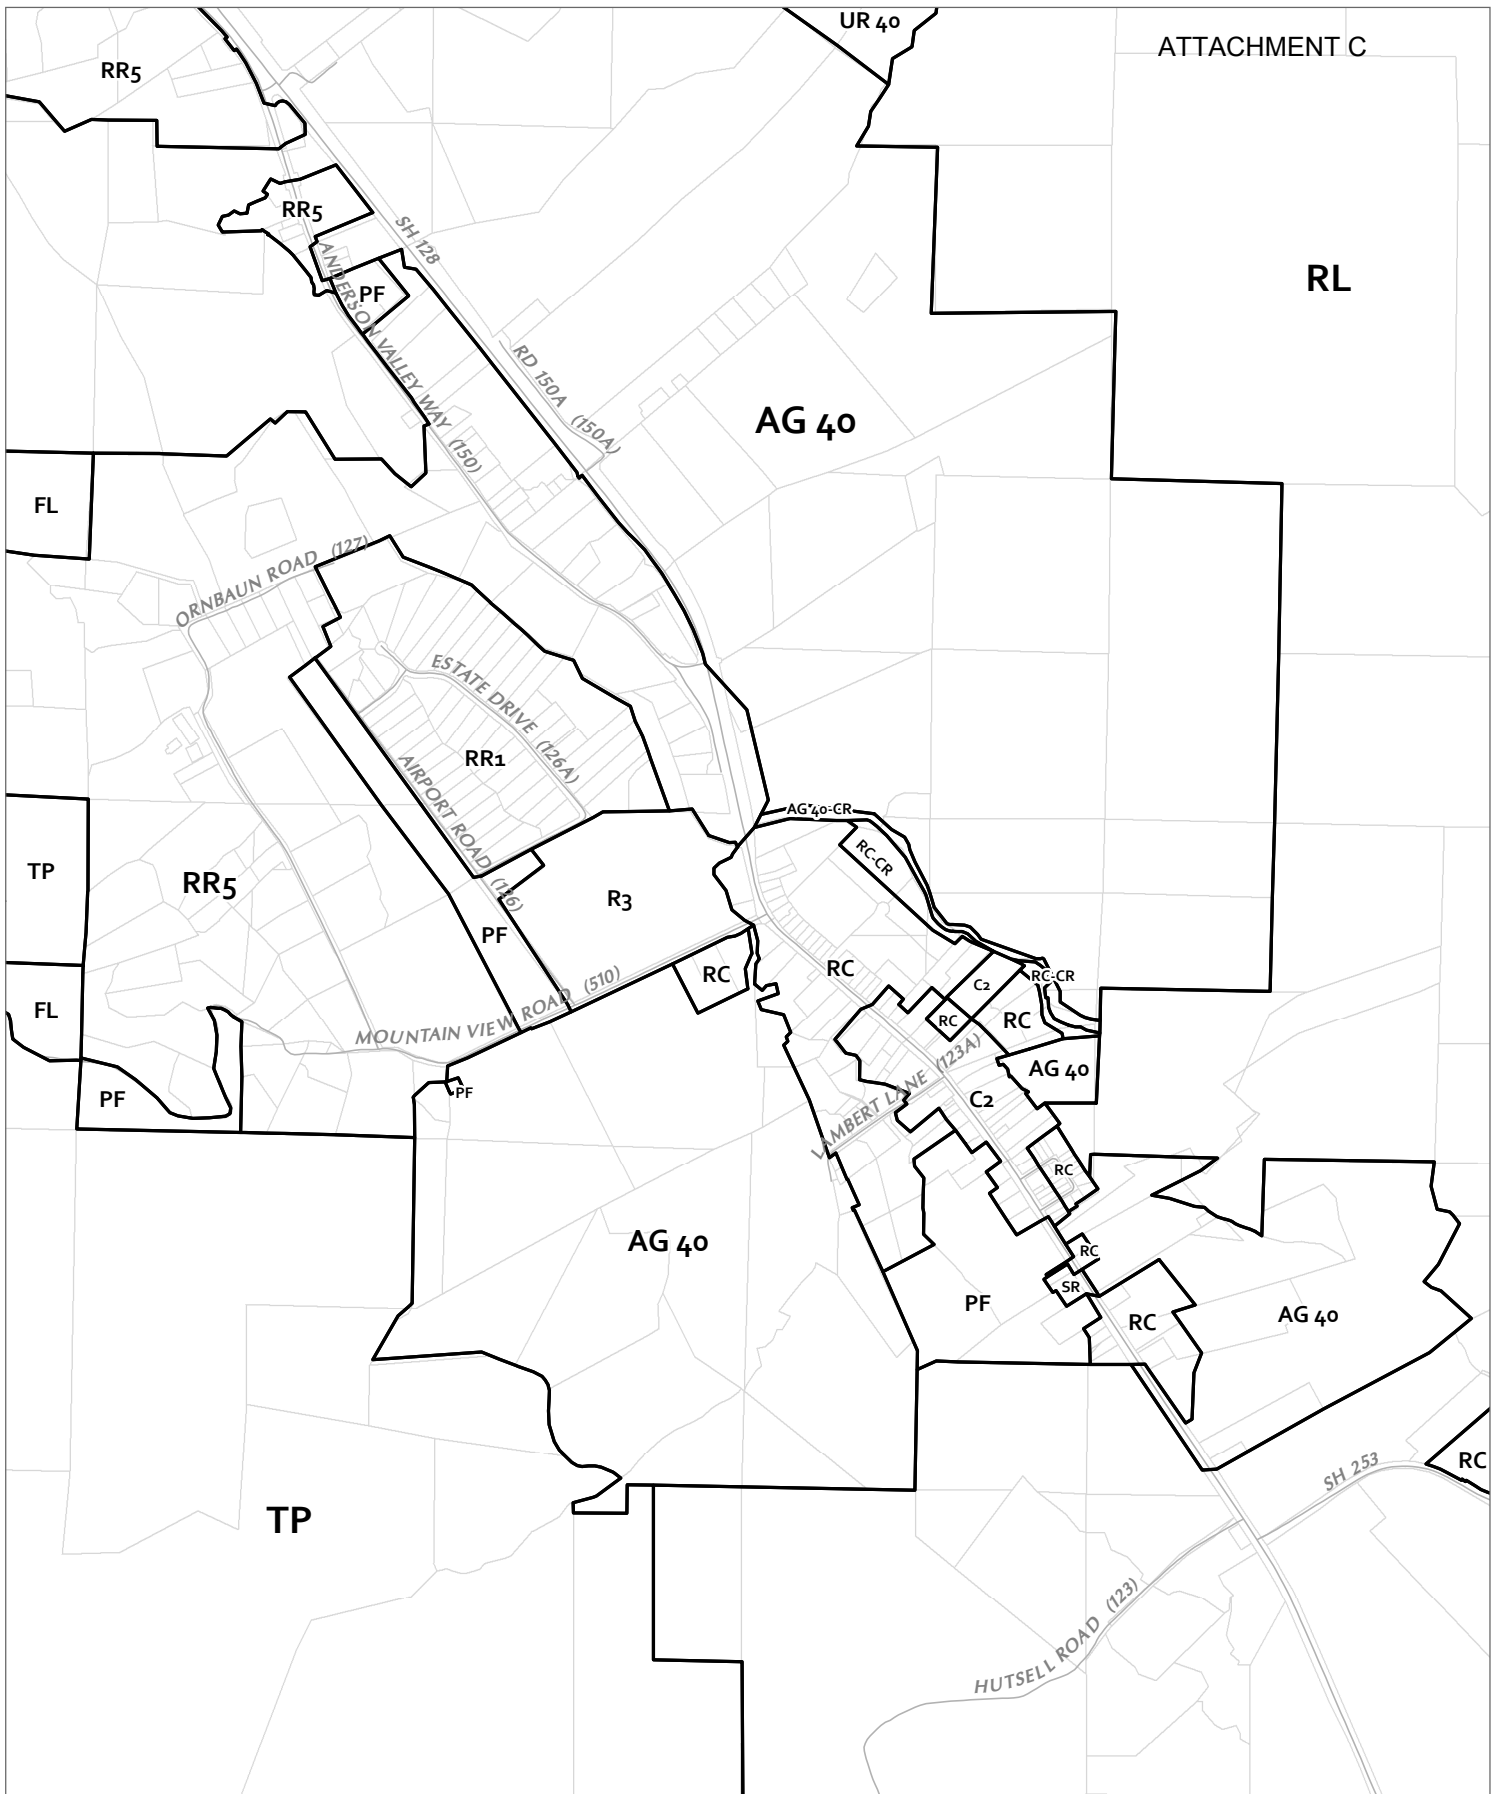 UR 40
ATTACHMENT C
RR5
RR5
SH 128
RL
PF
ANDERSON VALLEY WAY (150)
RD 150A (150A)
AG 40
FL
ORNBAUN ROAD (127)
ESTATE DRIVE (126A)
RR1
AIRPORT ROAD (126)
AG 40-CR
RC-CR
TP
RR5
R3
PF
RC
RC
C2
RC-CR
RC
RC
FL
MOUNTAIN VIEW ROAD (510)
LAMBERT LANE (123A)
AG 40
PF
PF
C2
RC
AG 40
RC
SR
PF
RC
AG 40
RC
SH 253
TP
HUTSELL ROAD (123)